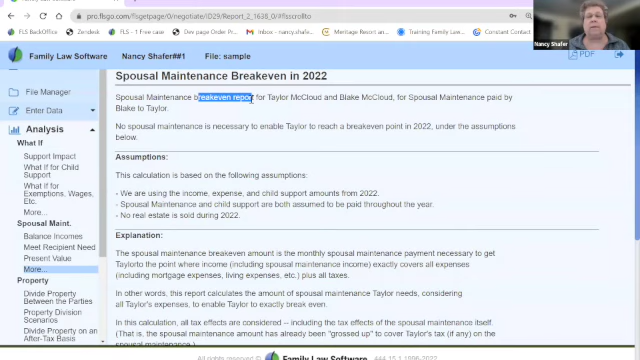 pro.flsgo.com/flsgetpage/0/negotiate/ID29/Report_2_1638_0/#flsscrollto
FLS BackOffice
FLS - 1 Free case
Dev page Order - D...
Inbox (99+) - nvsh...
Training Family Law...
Constant Contact
Nancy Shafer
Family Law Software
Nancy Shafer##1
File: sample
PDF
File Manager
Enter Data
Analysis
What If
Support Impact
What if for Child
Support
What if for
Exemptions, Wages,
Etc.
More...
Spousal Maint.
Balance Incomes
Meet Recipient Need
Present Value
More...
Property
Divide Property
Between the Parties
Property Division
Scenarios
Divide Property on an
After-Tax Basis
Spousal Maintenance Breakeven in 2022
Spousal Maintenance breakeven report for Taylor McCloud and Blake McCloud, for Spousal Maintenance paid by
Blake to Taylor.
No spousal maintenance is necessary to enable Taylor to reach a breakeven point in 2022, under the assumptions
below.
Assumptions:
This calculation is based on the following assumptions:
- We are using the income, expense, and child support amounts from 2022.
- Spousal Maintenance and child support are both assumed to be paid throughout the year.
- No real estate is sold during 2022.
Explanation:
The spousal maintenance breakeven amount is the monthly spousal maintenance payment necessary to get
Taylorto the point where income (including spousal maintenance income) exactly covers all expenses
(including mortgage expenses, living expenses, etc.) plus all taxes.
In other words, this report calculates the amount of spousal maintenance Taylor needs, considering
all Taylor's expenses, to enable Taylor to exactly break even.
In this calculation, all tax effects are considered -- including the tax effects of the spousal maintenance itself.
(That is, the spousal maintenance amount has already been "grossed up" to cover Taylor's tax (if any) on the
spousal maintenance.)
All rights reserved.
Family Law Software
444.15.1 1996-2022